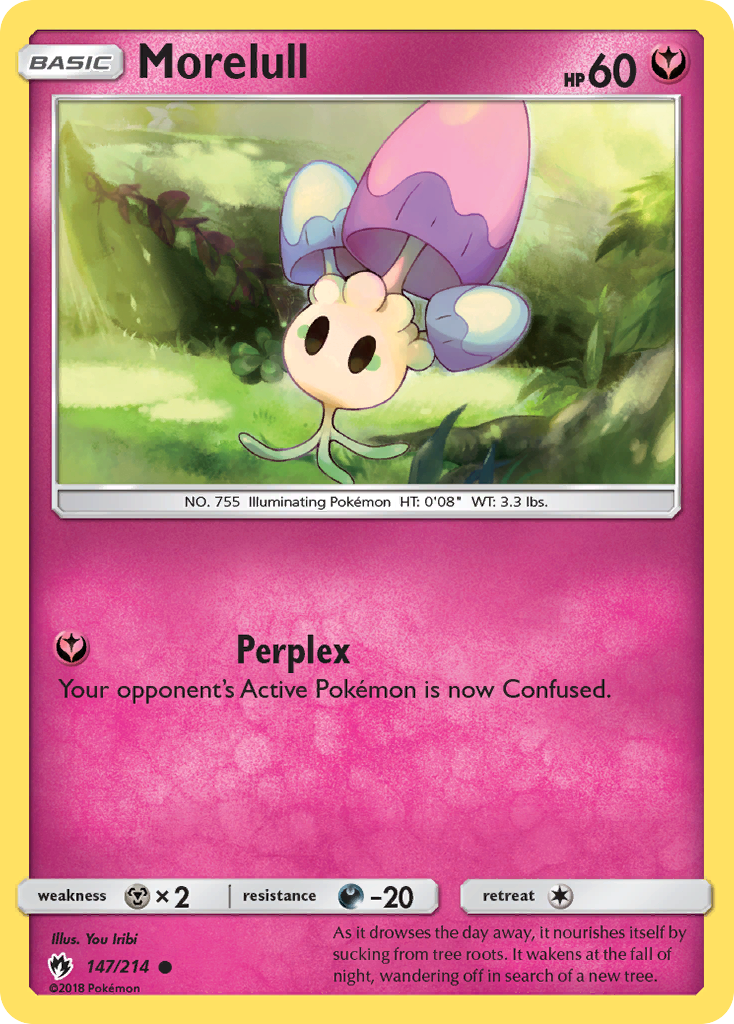 BASIC Morelull HP 60
NO. 755 Illuminating Pokémon HT: 0'08" WT: 3.3 lbs.
Perplex
Your opponent's Active Pokémon is now Confused.
weakness ×2 resistance -20 retreat
Illus. You Iribi
147/214
©2018 Pokémon
As it drowses the day away, it nourishes itself by
sucking from tree roots. It wakens at the fall of
night, wandering off in search of a new tree.